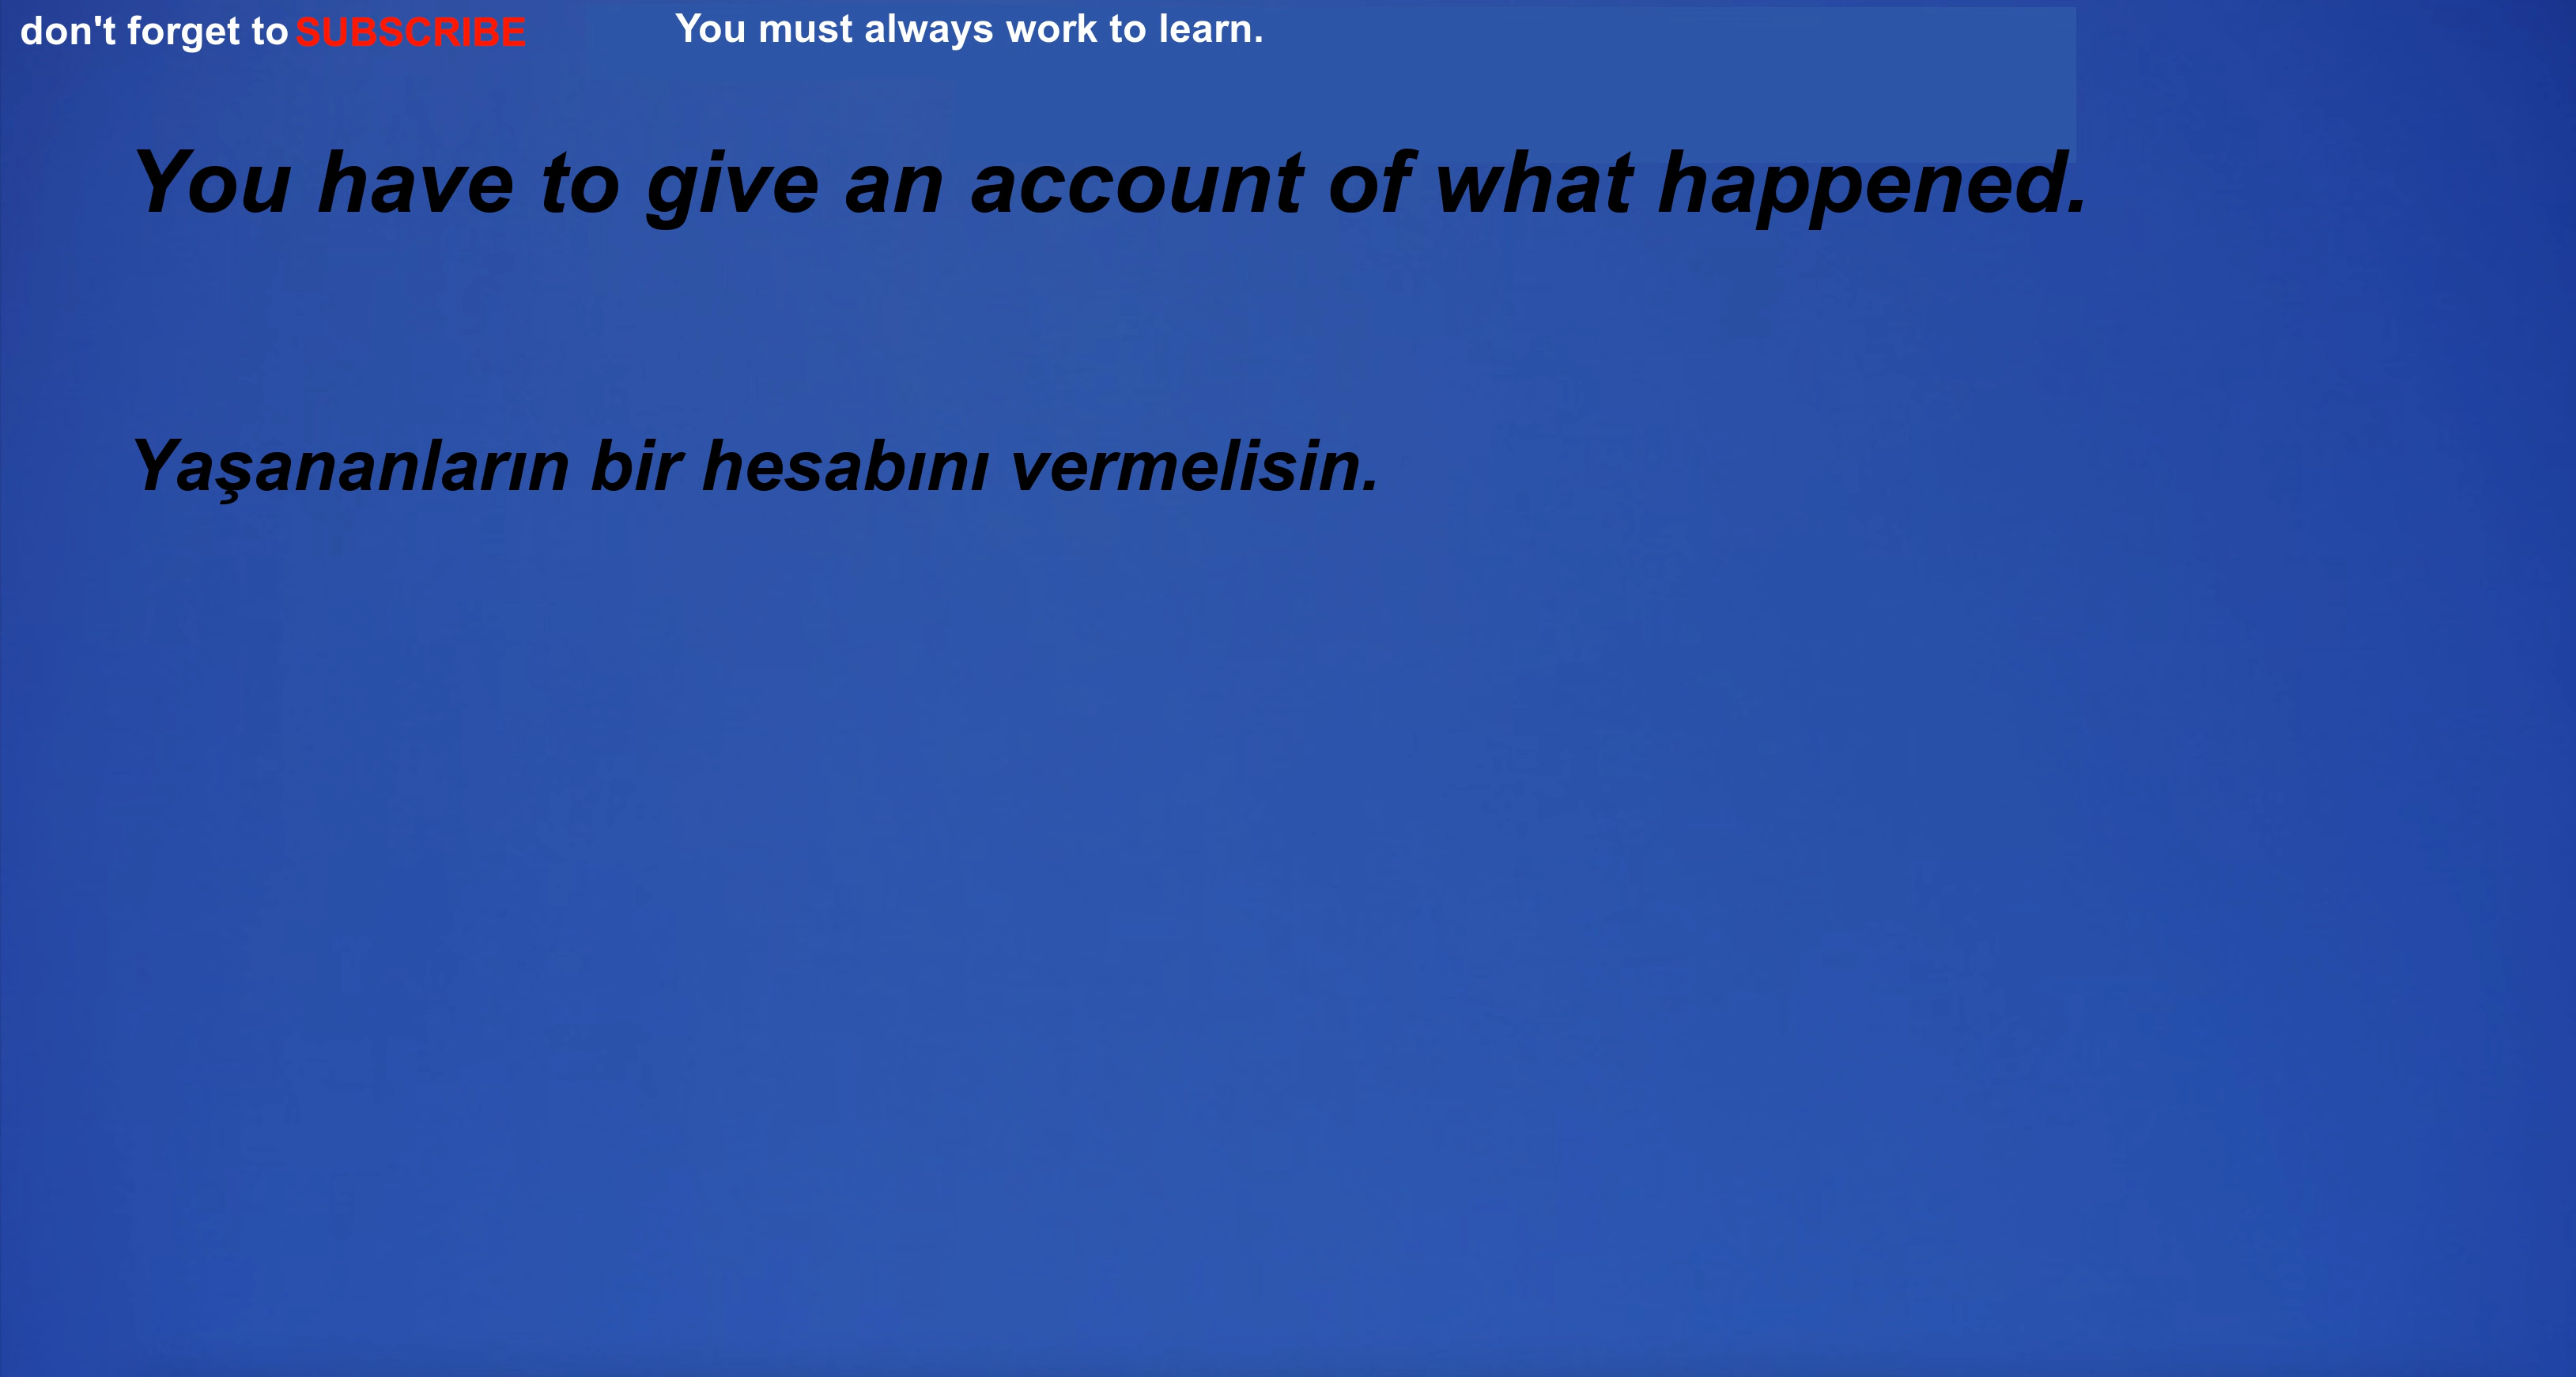 don't forget to SUBSCRIBE You must always work to learn.
You have to give an account of what happened.
Yaşananların bir hesabını vermelisin.